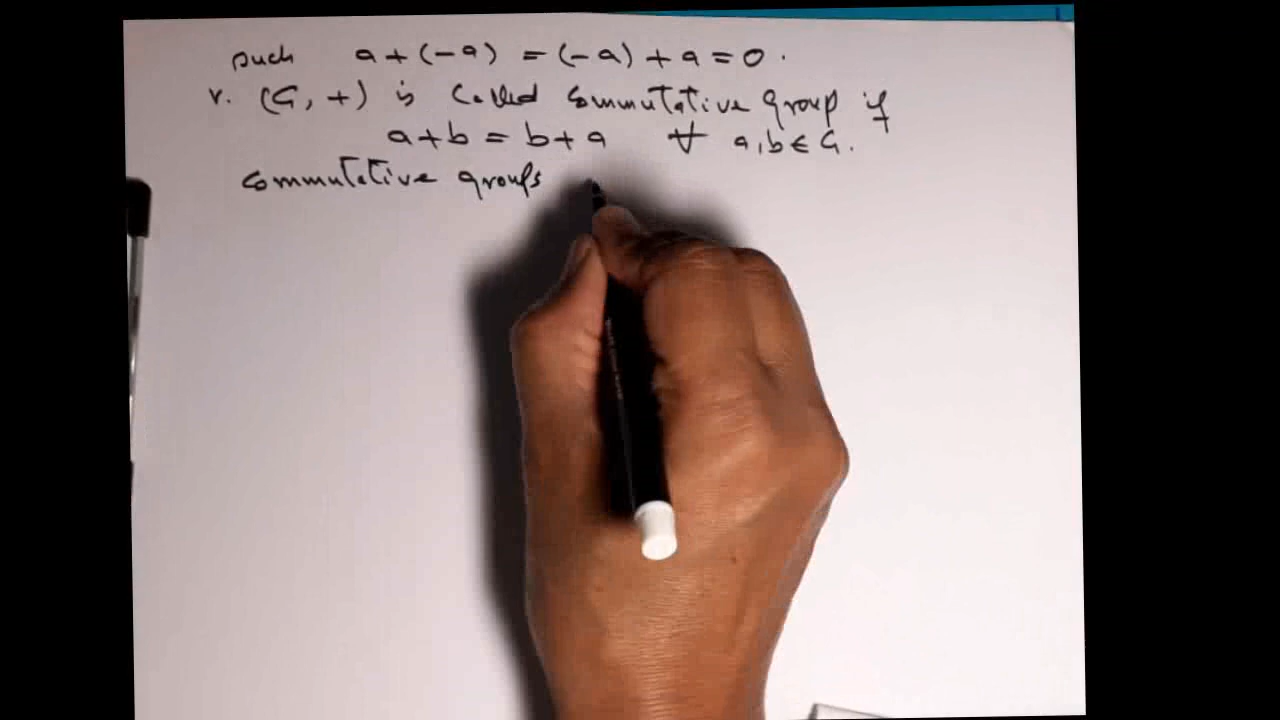 such a + (-a) = (-a) + a = 0.
v. (G, +) is called commutative group if
a + b = b + a ∀ a, b ∈ G.
commutative groups